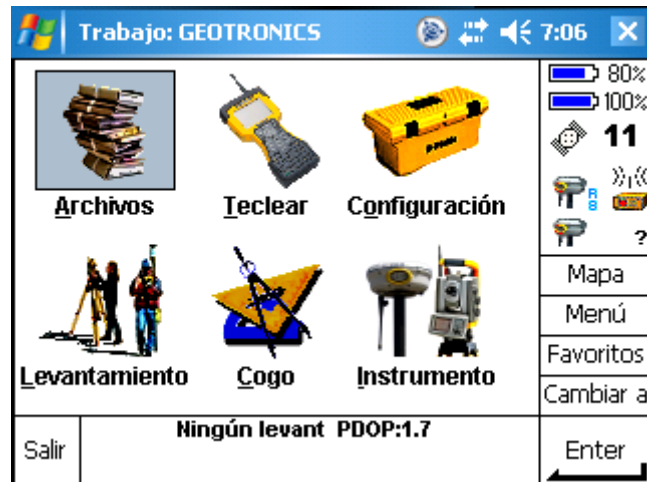 Trabajo: GEOTRONICS 7:06
80%
100%
11
R8
?
Archivos Teclear Configuración
Levantamiento Cogo Instrumento
Mapa
Menú
Favoritos
Cambiar a
Salir
Ningún levant PDOP:1.7
Enter